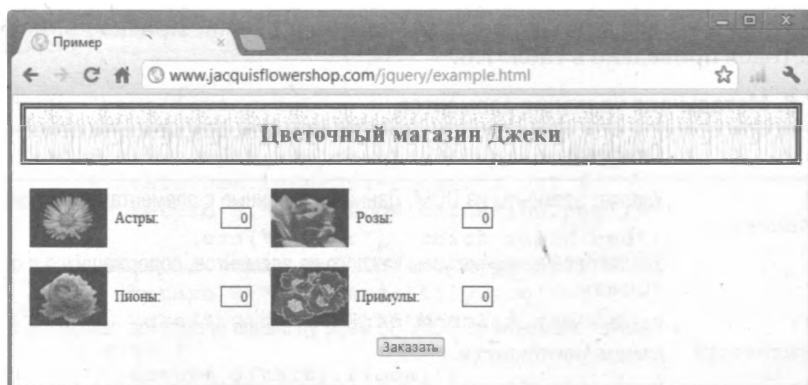 Пример
www.jacquisflowershop.com/jquery/example.html
Цветочный магазин Джеки
Астры: 0 Розы: 0
Пионы: 0 Примулы: 0
Заказать